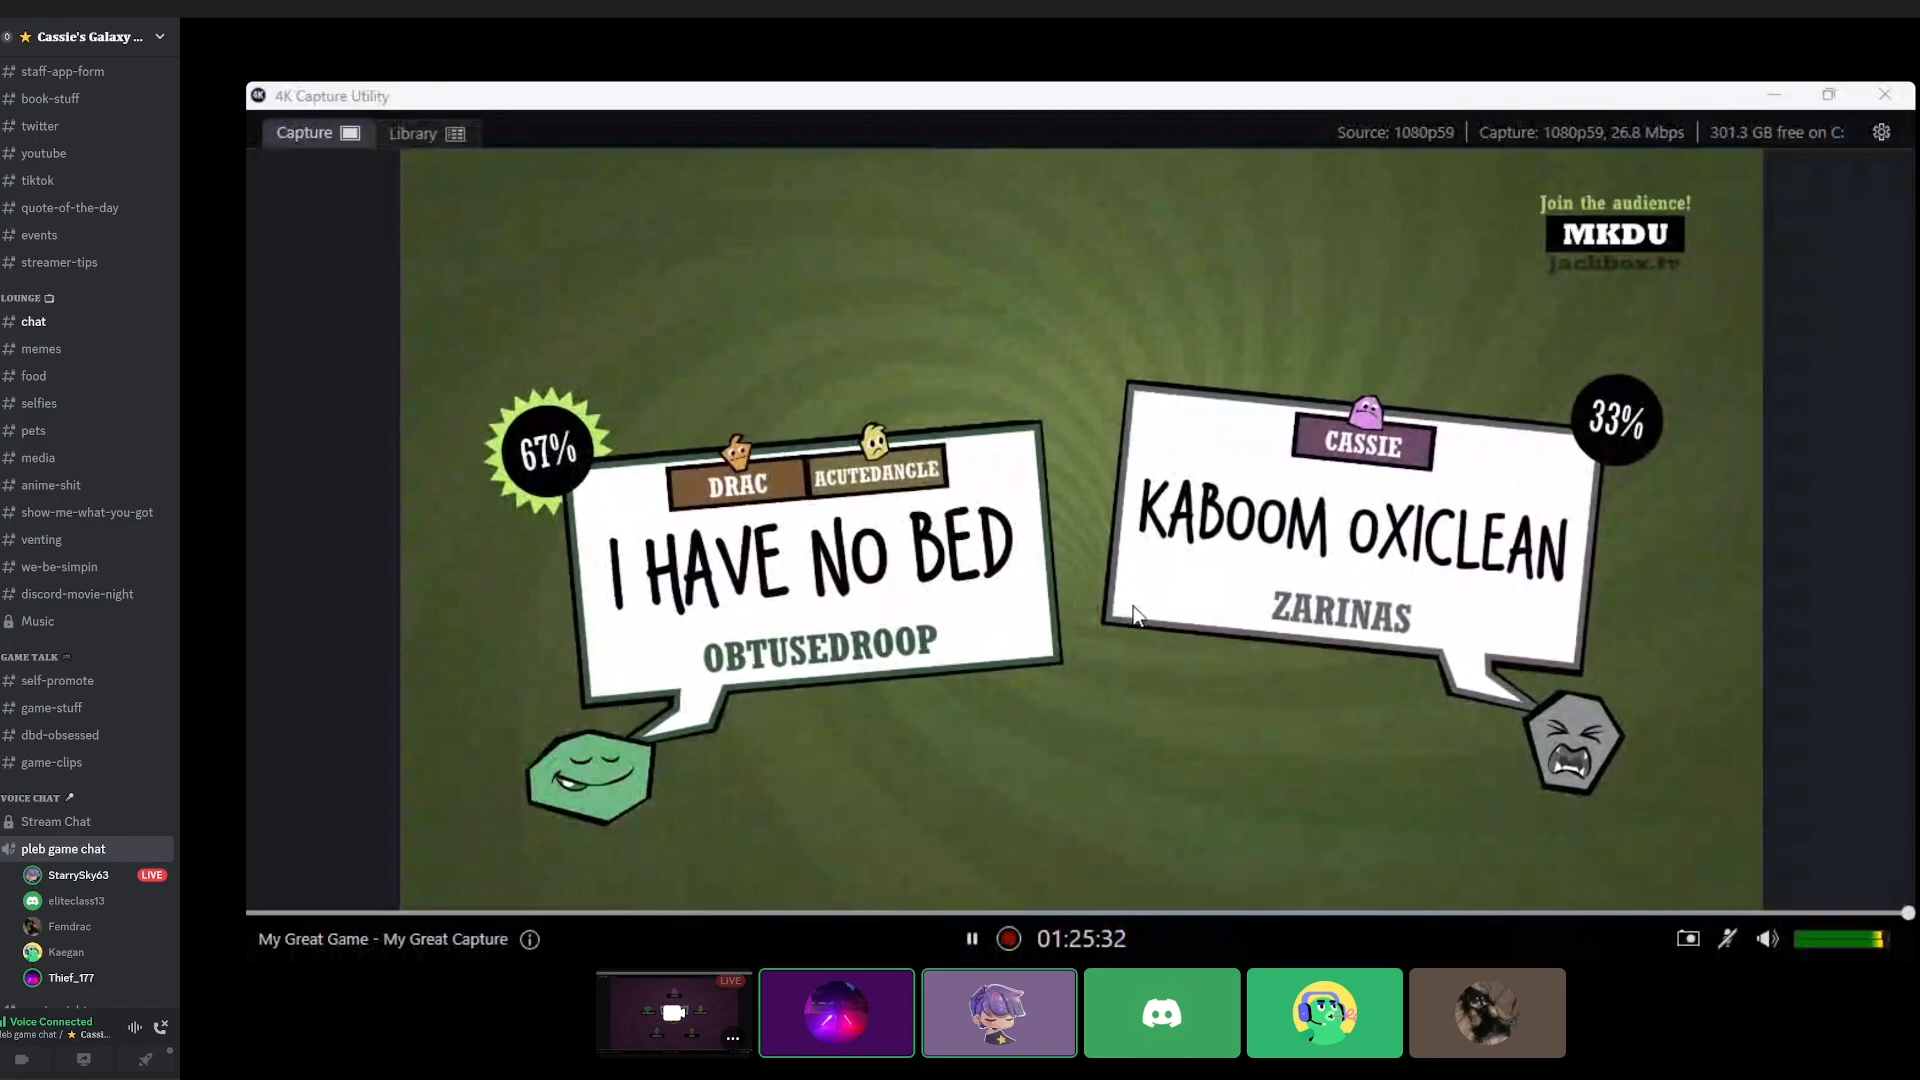 Cassie's Galaxy ...
staff-app-form
book-stuff
twitter
youtube
tiktok
quote-of-the-day
events
streamer-tips
LOUNGE
chat
memes
food
selfies
pets
media
anime-shit
show-me-what-you-got
venting
we-be-simpin
discord-movie-night
Music
GAME TALK
self-promote
game-stuff
dbd-obsessed
game-clips
VOICE CHAT
Stream Chat
pleb game chat
StarrySky63 LIVE
eliteclass13
Femdrac
Kaegan
Thief_177
Voice Connected
leb game chat / Cassi...
4K Capture Utility
Capture Library Source: 1080p59 Capture: 1080p59, 26.8 Mbps 301.3 GB free on C:
Join the audience!
MKDU
jackbox.tv
67%
DRAC ACUTEDANGLE
I HAVE NO BED
OBTUSEDROOP
33%
CASSIE
KABOOM OXICLEAN
ZARINAS
My Great Game - My Great Capture 01:25:32
LIVE